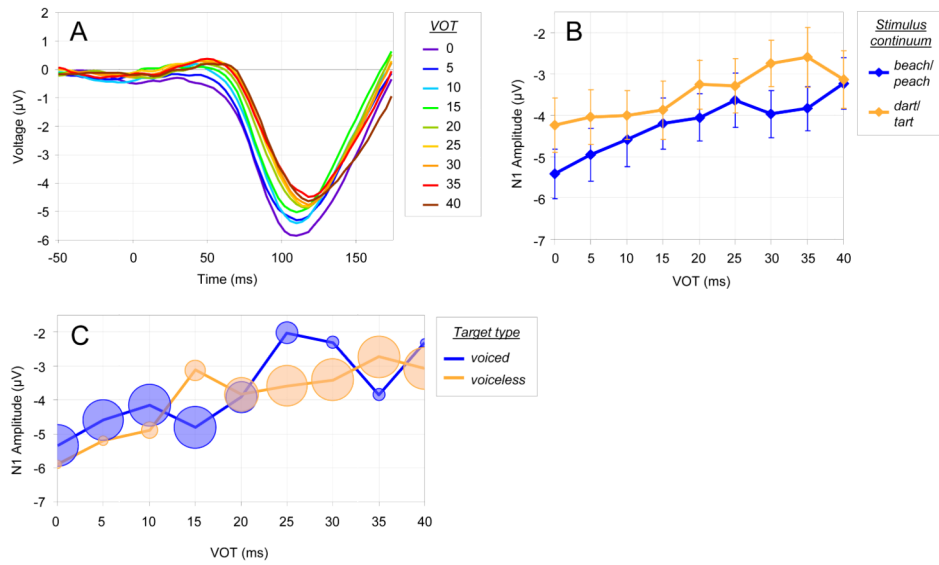 A
2
1
0
-1
-2
-3
-4
-5
-6
Voltage (μV)
-50
0
50
100
150
Time (ms)
VOT
0
5
10
15
20
25
30
35
40
B
-2
-3
-4
-5
-6
-7
N1 Amplitude (μV)
0
5
10
15
20
25
30
35
40
VOT (ms)
Stimulus
continuum
beach/
peach
dart/
tart
C
-2
-3
-4
-5
-6
-7
N1 Amplitude (μV)
0
5
10
15
20
25
30
35
40
VOT (ms)
Target type
voiced
voiceless